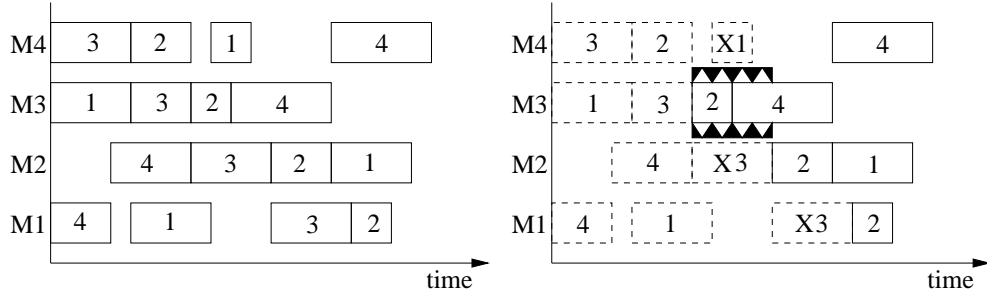 M4 3 2 1 4
M3 1 3 2 4
M2 4 3 2 1
M1 4 1 3 2
time
M4 3 2 X1 4
M3 1 3 2 4
M2 4 X3 2 1
M1 4 1 X3 2
time